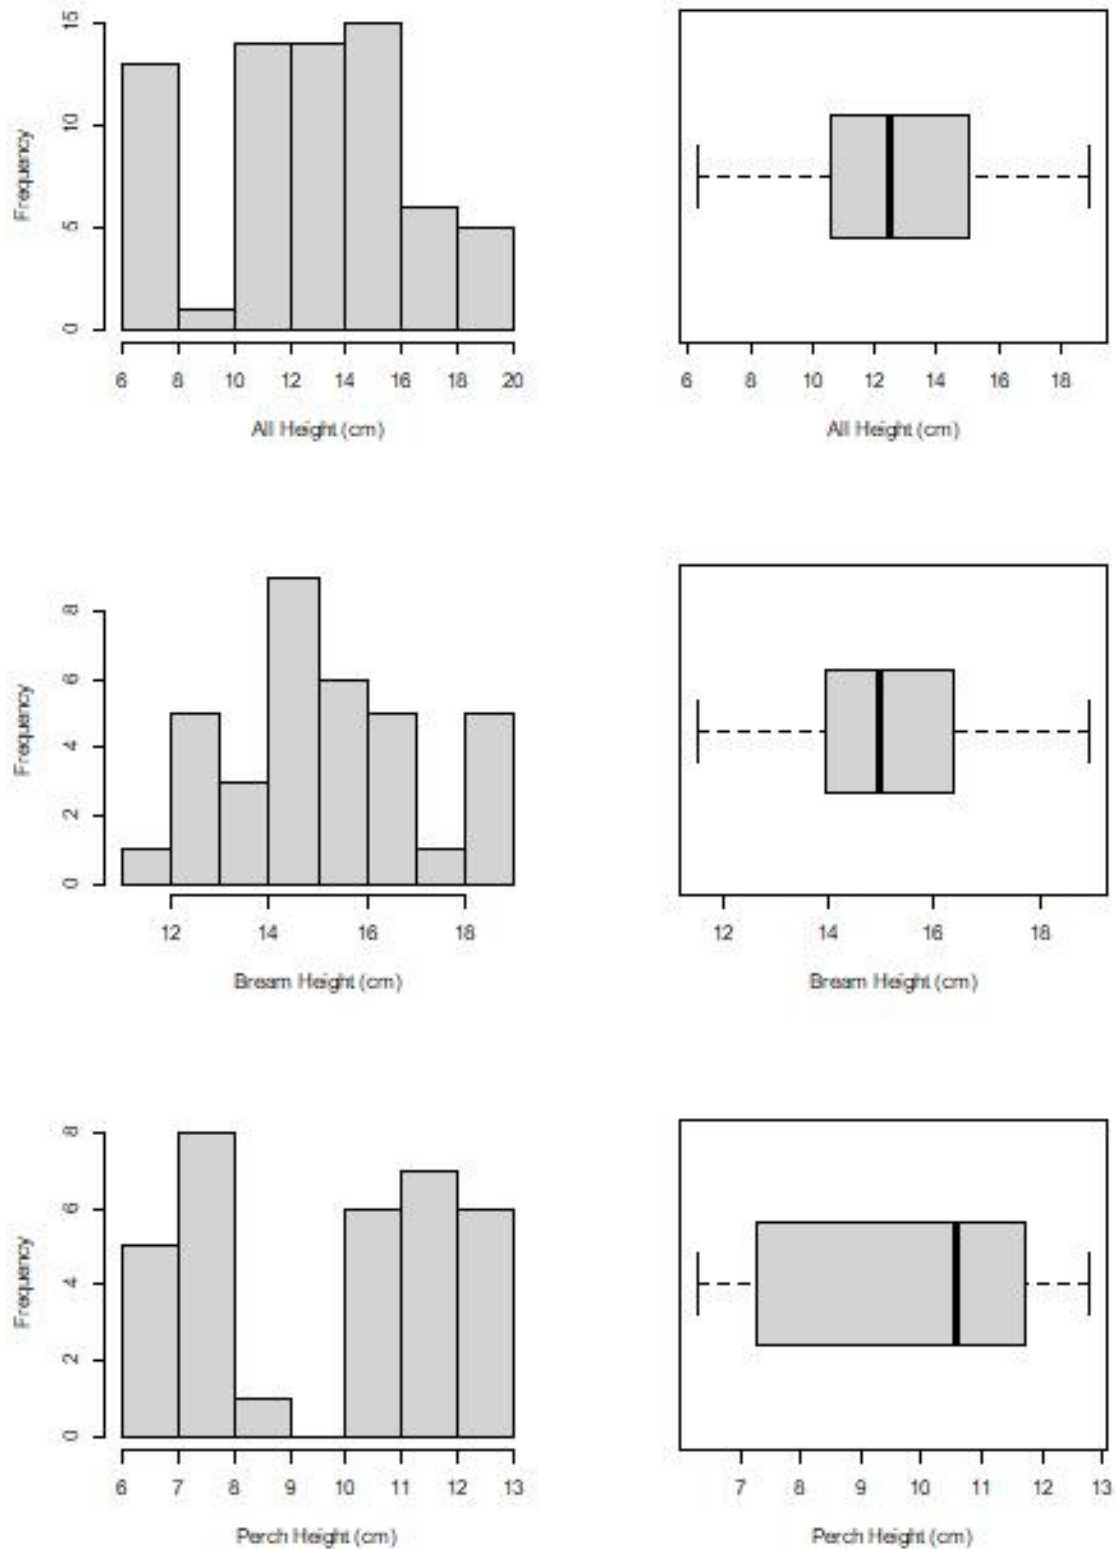 Frequency
15
10
5
0
6 8 10 12 14 16 18 20
All Height (cm)
6 8 10 12 14 16 18
All Height (cm)
Frequency
8
6
4
2
0
12 14 16 18
Bream Height (cm)
12 14 16 18
Bream Height (cm)
Frequency
8
6
4
2
0
6 7 8 9 10 11 12 13
Perch Height (cm)
7 8 9 10 11 12 13
Perch Height (cm)